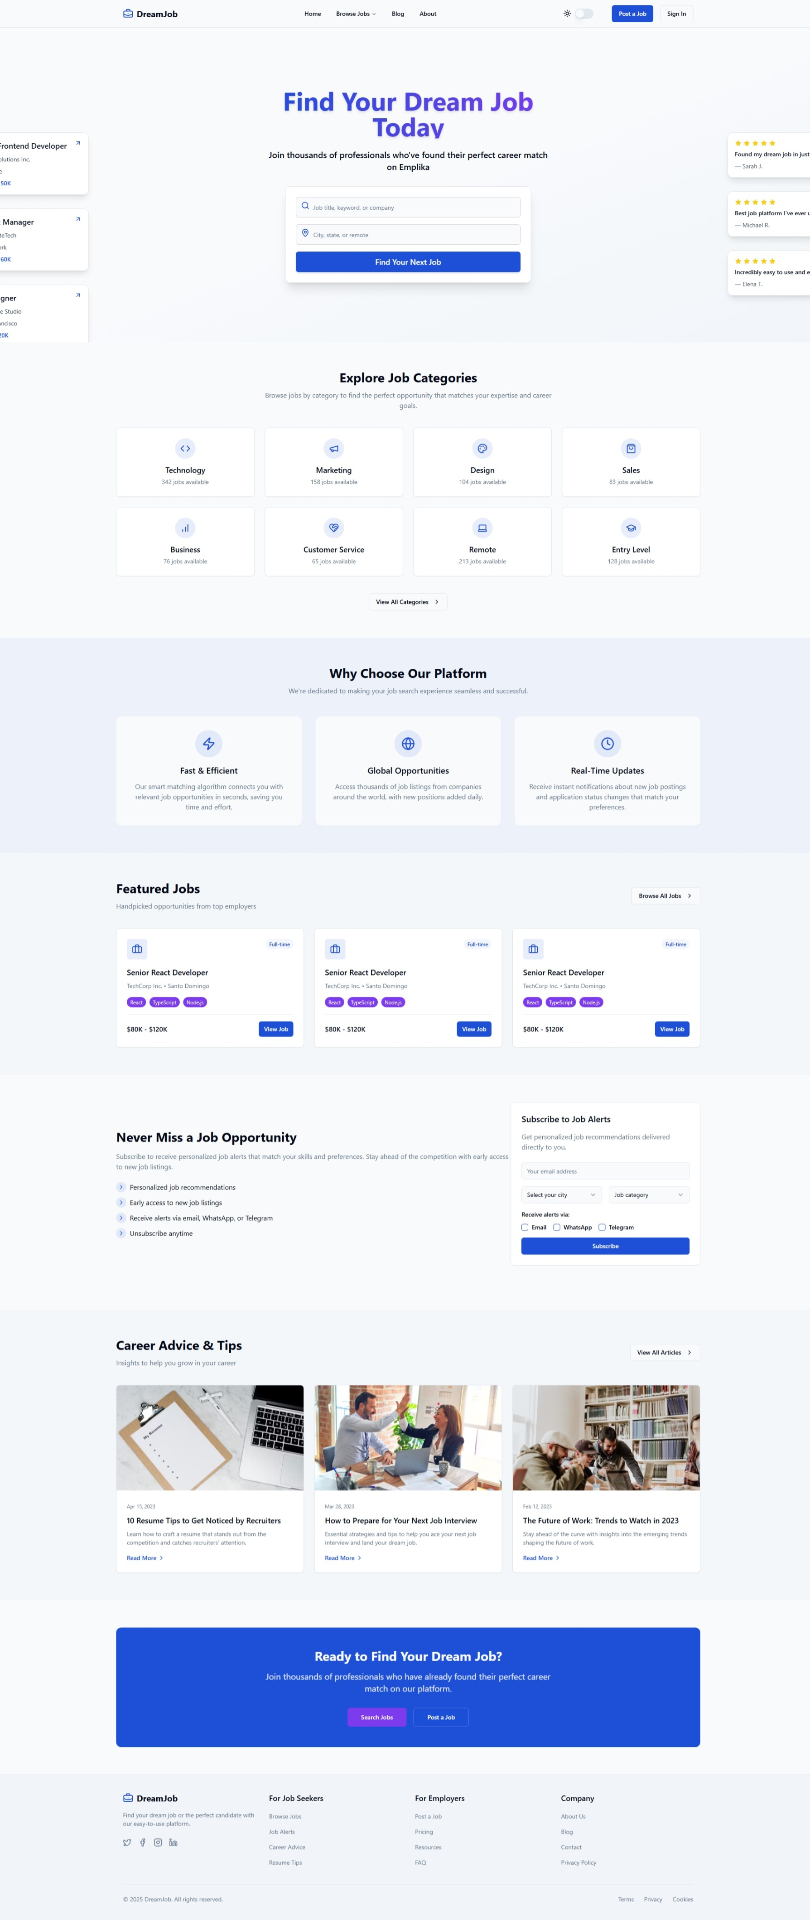 DreamJob
Home
Browse Jobs
Blog
About
Post a Job
Sign In
Find Your Dream Job
Today
Join thousands of professionals who've found their perfect career match
on Emplika
Job title, keyword, or company
City, state, or remote
Find Your Next Job
Frontend Developer
olutions Inc.
50K
Manager
teTech
ork
60K
gner
e Studio
ancisco
20K
Found my dream job in just
— Sarah J.
Best job platform I've ever u
— Michael R.
Incredibly easy to use and e
— Elena T.
Explore Job Categories
Browse jobs by category to find the perfect opportunity that matches your expertise and career
goals.
Technology
342 jobs available
Marketing
158 jobs available
Design
104 jobs available
Sales
83 jobs available
Business
76 jobs available
Customer Service
65 jobs available
Remote
213 jobs available
Entry Level
128 jobs available
View All Categories
Why Choose Our Platform
We're dedicated to making your job search experience seamless and successful.
Fast & Efficient
Our smart matching algorithm connects you with
relevant job opportunities in seconds, saving you
time and effort.
Global Opportunities
Access thousands of job listings from companies
around the world, with new positions added daily.
Real-Time Updates
Receive instant notifications about new job postings
and application status changes that match your
preferences.
Featured Jobs
Handpicked opportunities from top employers
Browse All Jobs
Full-time
Senior React Developer
TechCorp Inc. • Santo Domingo
React
TypeScript
Node.js
$80K - $120K
View Job
Full-time
Senior React Developer
TechCorp Inc. • Santo Domingo
React
TypeScript
Node.js
$80K - $120K
View Job
Full-time
Senior React Developer
TechCorp Inc. • Santo Domingo
React
TypeScript
Node.js
$80K - $120K
View Job
Never Miss a Job Opportunity
Subscribe to receive personalized job alerts that match your skills and preferences. Stay ahead of the competition with early access
to new job listings.
Personalized job recommendations
Early access to new job listings
Receive alerts via email, WhatsApp, or Telegram
Unsubscribe anytime
Subscribe to Job Alerts
Get personalized job recommendations delivered
directly to you.
Your email address
Select your city
Job category
Receive alerts via:
Email
WhatsApp
Telegram
Subscribe
Career Advice & Tips
Insights to help you grow in your career
View All Articles
Apr 15, 2023
10 Resume Tips to Get Noticed by Recruiters
Learn how to craft a resume that stands out from the
competition and catches recruiters' attention.
Read More
Mar 28, 2023
How to Prepare for Your Next Job Interview
Essential strategies and tips to help you ace your next job
interview and land your dream job.
Read More
Feb 12, 2023
The Future of Work: Trends to Watch in 2023
Stay ahead of the curve with insights into the emerging trends
shaping the future of work.
Read More
Ready to Find Your Dream Job?
Join thousands of professionals who have already found their perfect career
match on our platform.
Search Jobs
Post a Job
DreamJob
Find your dream job or the perfect candidate with
our easy-to-use platform.
For Job Seekers
Browse Jobs
Job Alerts
Career Advice
Resume Tips
For Employers
Post a Job
Pricing
Resources
FAQ
Company
About Us
Blog
Contact
Privacy Policy
© 2025 DreamJob. All rights reserved.
Terms
Privacy
Cookies